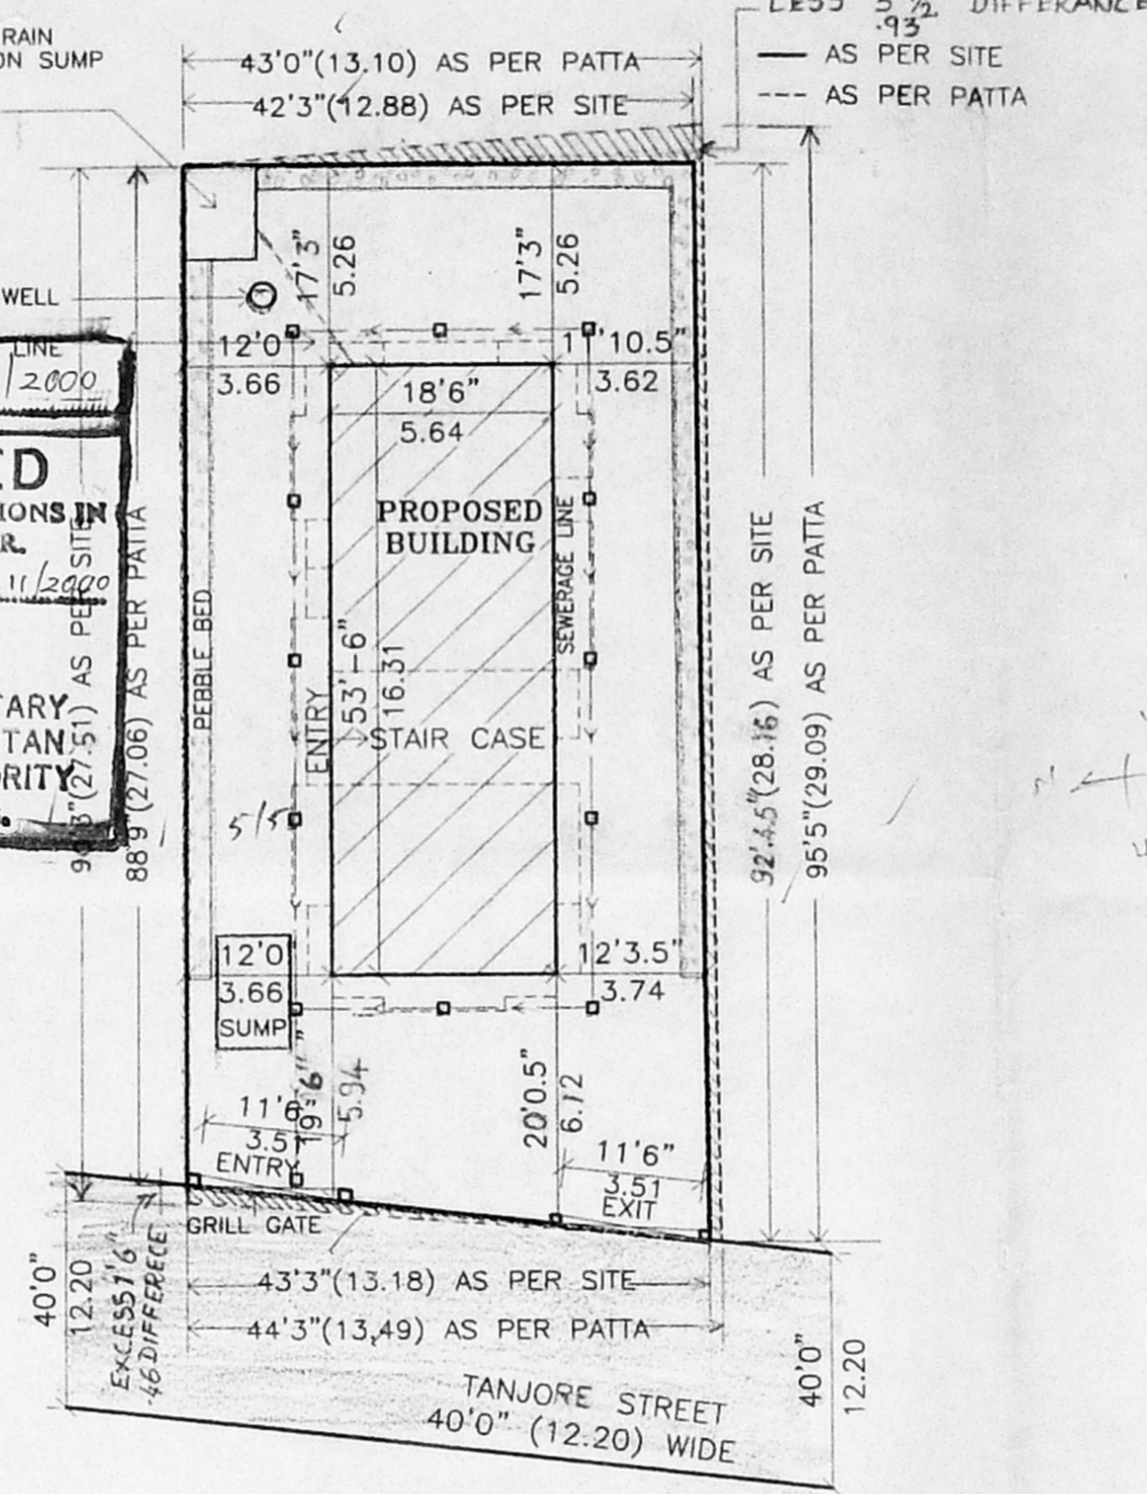 RAIN
ON SUMP
LESS 3 ½" DIFFERANCE
.93
AS PER SITE
AS PER PATTA
43'0"(13.10) AS PER PATTA
42'3"(12.88) AS PER SITE
17'3"
5.26
17'3"
5.26
WELL
LINE
/2000
ED
IONS IN
R.
11/2000
TARY
TAN
ORITY
(27.51) AS PER SITE
88'9"(27.06) AS PER PATTA
PEBBLE BED
12'0
3.66
11'10.5"
3.62
18'6"
5.64
PROPOSED
BUILDING
SEWERAGE LINE
ENTRY
53'-6"
16.31
STAIR CASE
5/5
92'4.5"(28.16) AS PER SITE
95'5"(29.09) AS PER PATTA
N
12'0
3.66
SUMP
12'3.5"
3.74
19'6"
5.94
20'0.5"
6.12
11'6
3.51
ENTRY
11'6"
3.51
EXIT
GRILL GATE
43'3"(13.18) AS PER SITE
44'3"(13,49) AS PER PATTA
40'0"
12.20
EXCESS 1'6"
.46 DIFFERECE
40'0"
12.20
TANJORE STREET
40'0" (12.20) WIDE